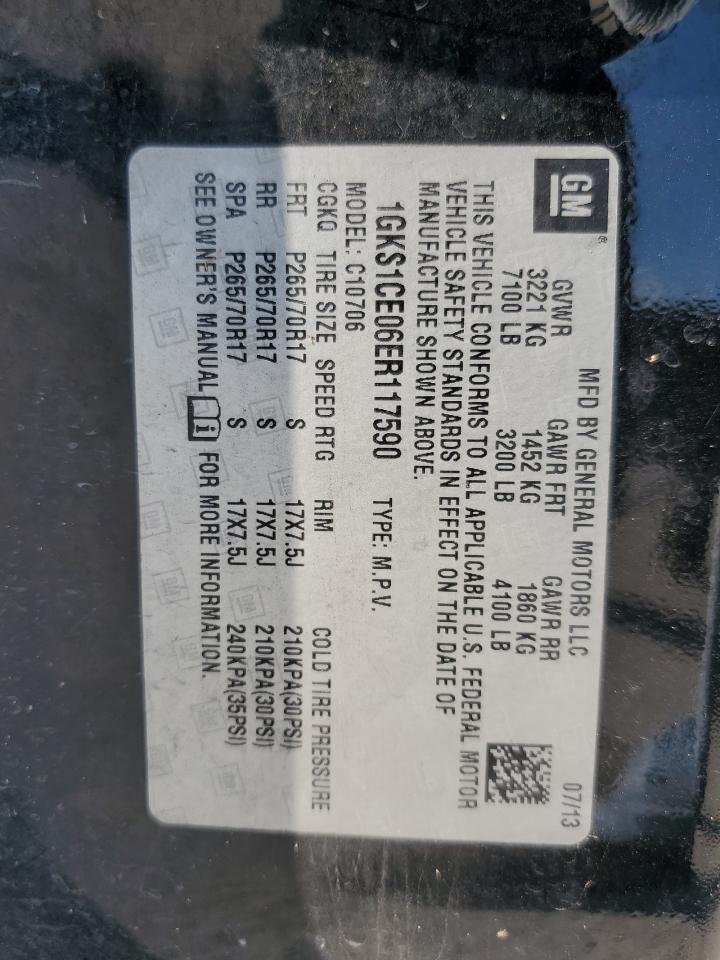 GM®
MFD BY GENERAL MOTORS LLC 07/13
GVWR GAWR FRT GAWR RR
3221 KG 1452 KG 1860 KG
7100 LB 3200 LB 4100 LB
THIS VEHICLE CONFORMS TO ALL APPLICABLE U.S. FEDERAL MOTOR
VEHICLE SAFETY STANDARDS IN EFFECT ON THE DATE OF
MANUFACTURE SHOWN ABOVE.
1GKS1CE06ER117590 TYPE: M.P.V.
MODEL: C10706
CGKQ TIRE SIZE SPEED RTG RIM COLD TIRE PRESSURE
FRT P265/70R17 S 17X7.5J 210KPA(30PSI)
RR P265/70R17 S 17X7.5J 210KPA(30PSI)
SPA P265/70R17 S 17X7.5J 240KPA(35PSI)
SEE OWNER'S MANUAL i FOR MORE INFORMATION.